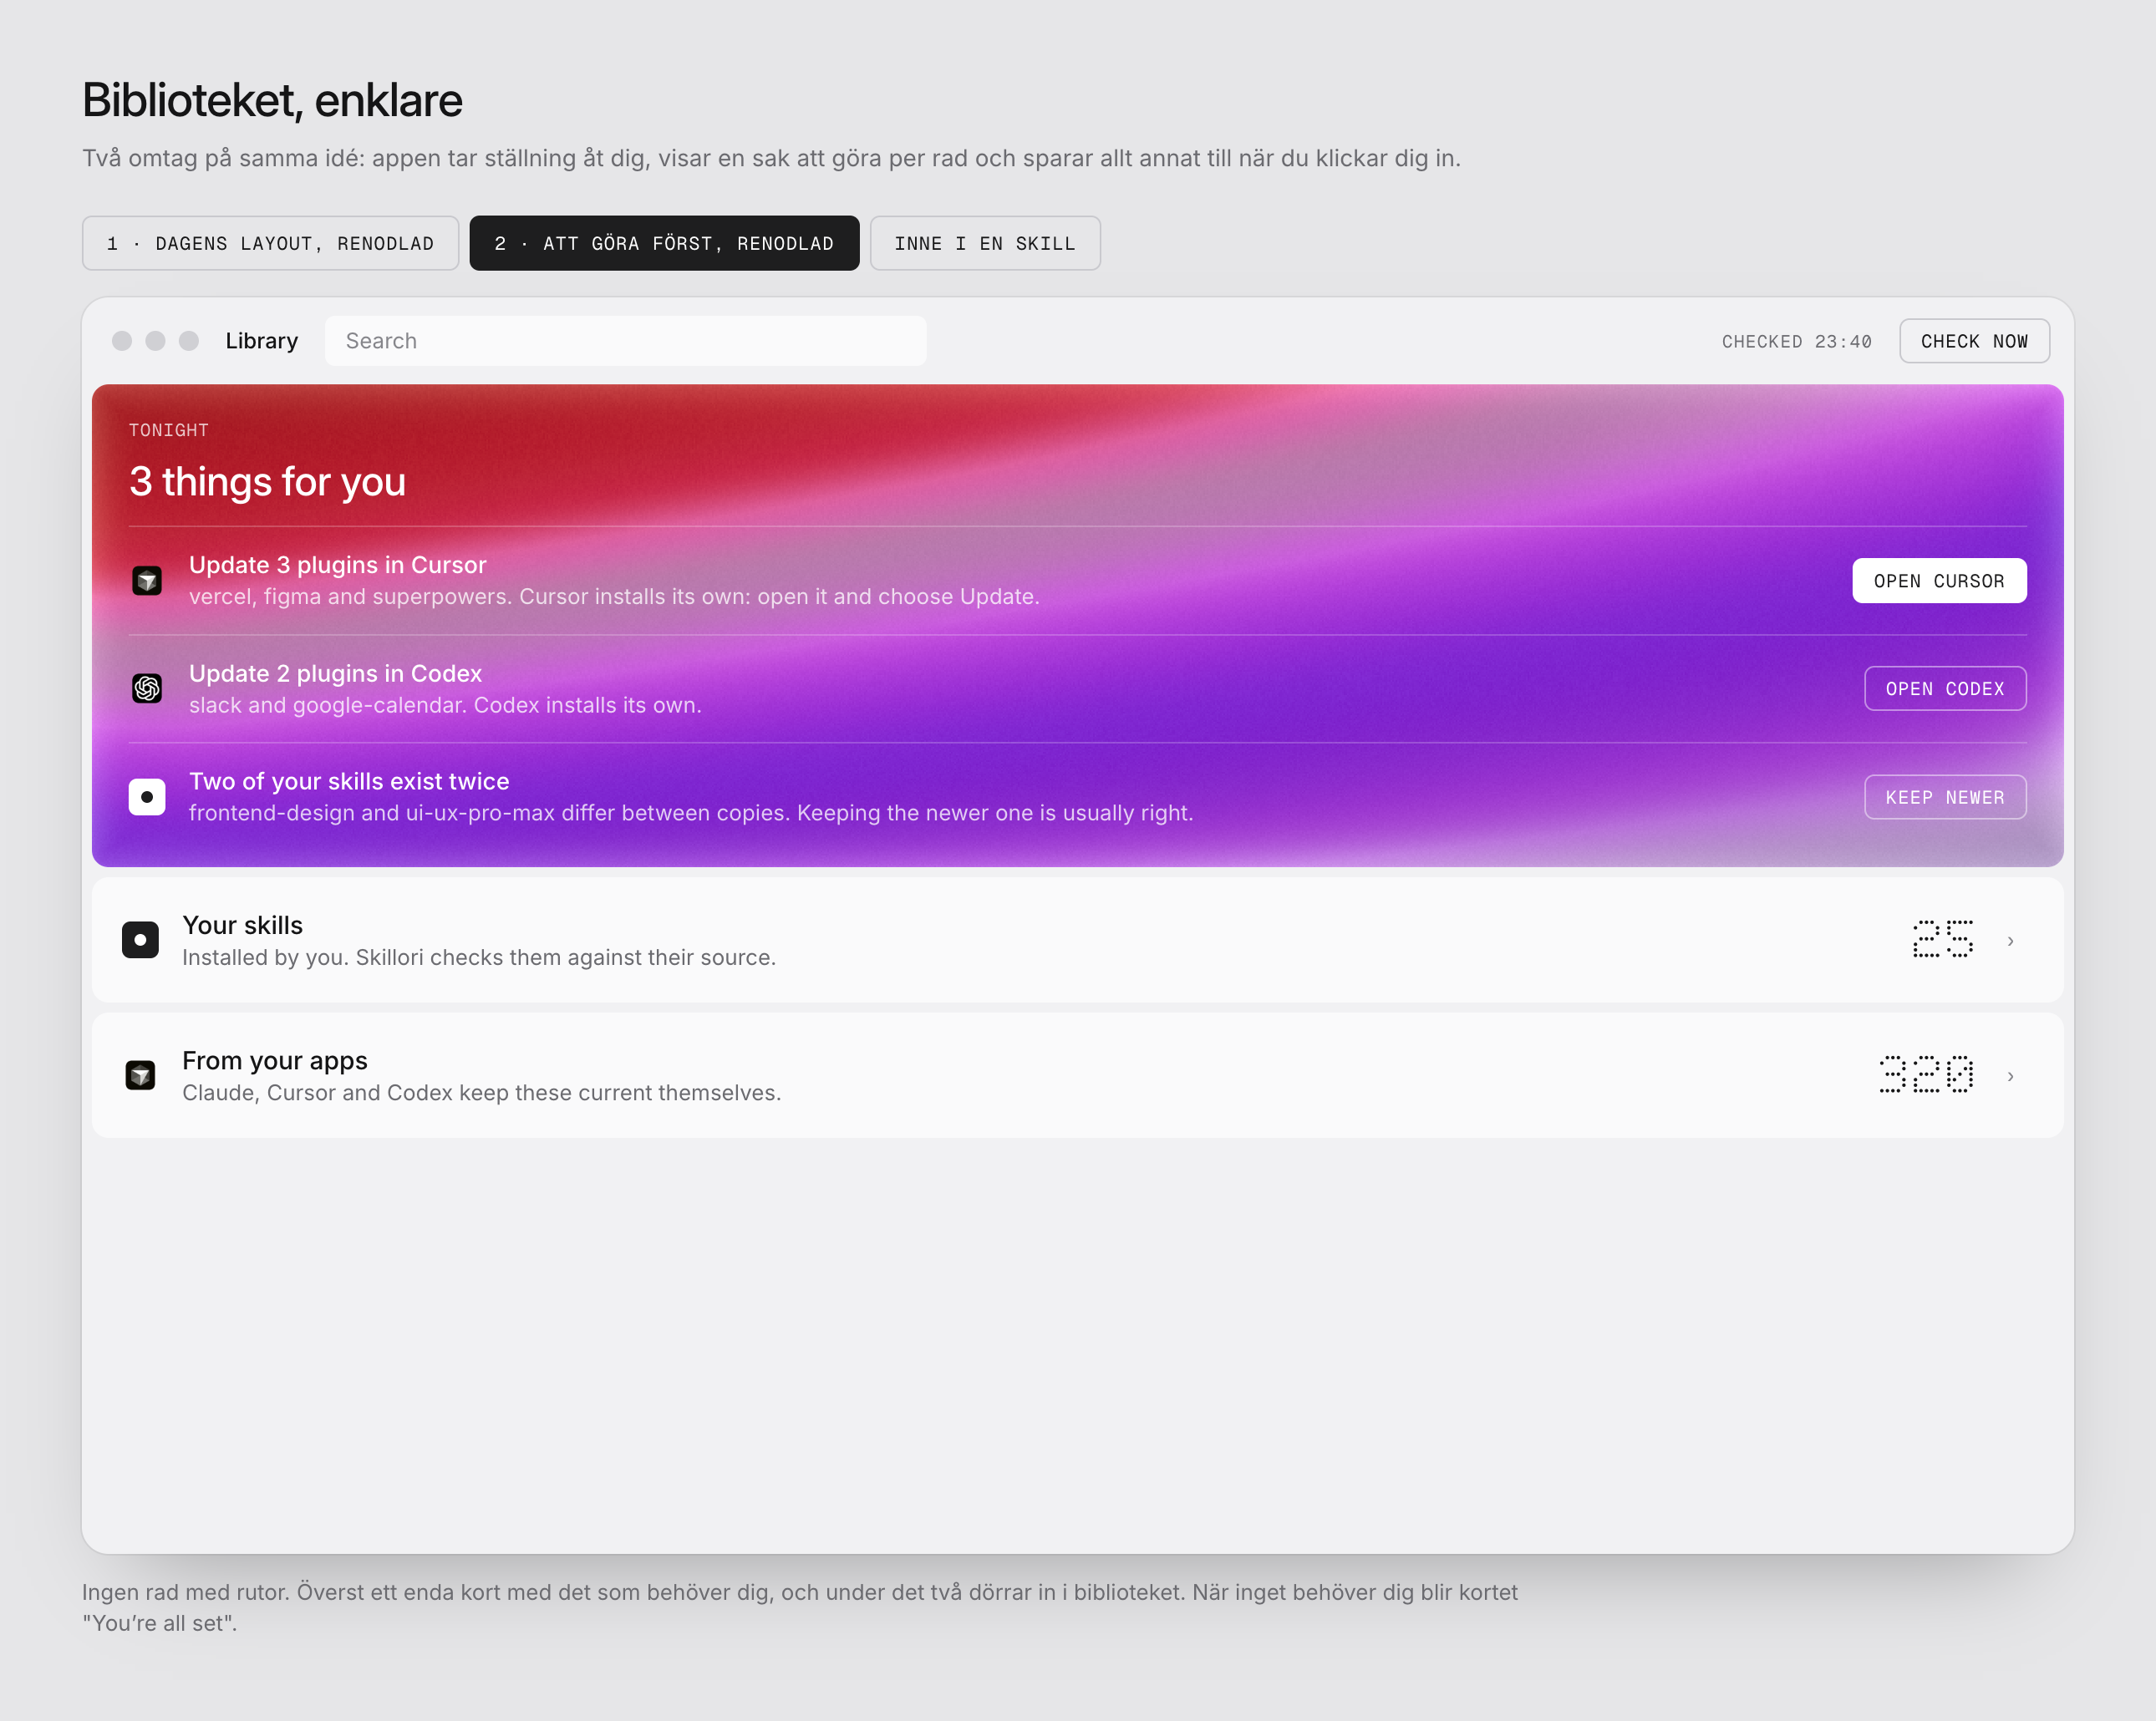 Biblioteket, enklare
Två omtag på samma idé: appen tar ställning åt dig, visar en sak att göra per rad och sparar allt annat till när du klickar dig in.
1 · DAGENS LAYOUT, RENODLAD
2 · ATT GÖRA FÖRST, RENODLAD
INNE I EN SKILL
Library
Search
CHECKED 23:40
CHECK NOW
TONIGHT
3 things for you
Update 3 plugins in Cursor
vercel, figma and superpowers. Cursor installs its own: open it and choose Update.
OPEN CURSOR
Update 2 plugins in Codex
slack and google-calendar. Codex installs its own.
OPEN CODEX
Two of your skills exist twice
frontend-design and ui-ux-pro-max differ between copies. Keeping the newer one is usually right.
KEEP NEWER
Your skills
Installed by you. Skillori checks them against their source.
25 ›
From your apps
Claude, Cursor and Codex keep these current themselves.
320 ›
Ingen rad med rutor. Överst ett enda kort med det som behöver dig, och under det två dörrar in i biblioteket. När inget behöver dig blir kortet
"You’re all set".